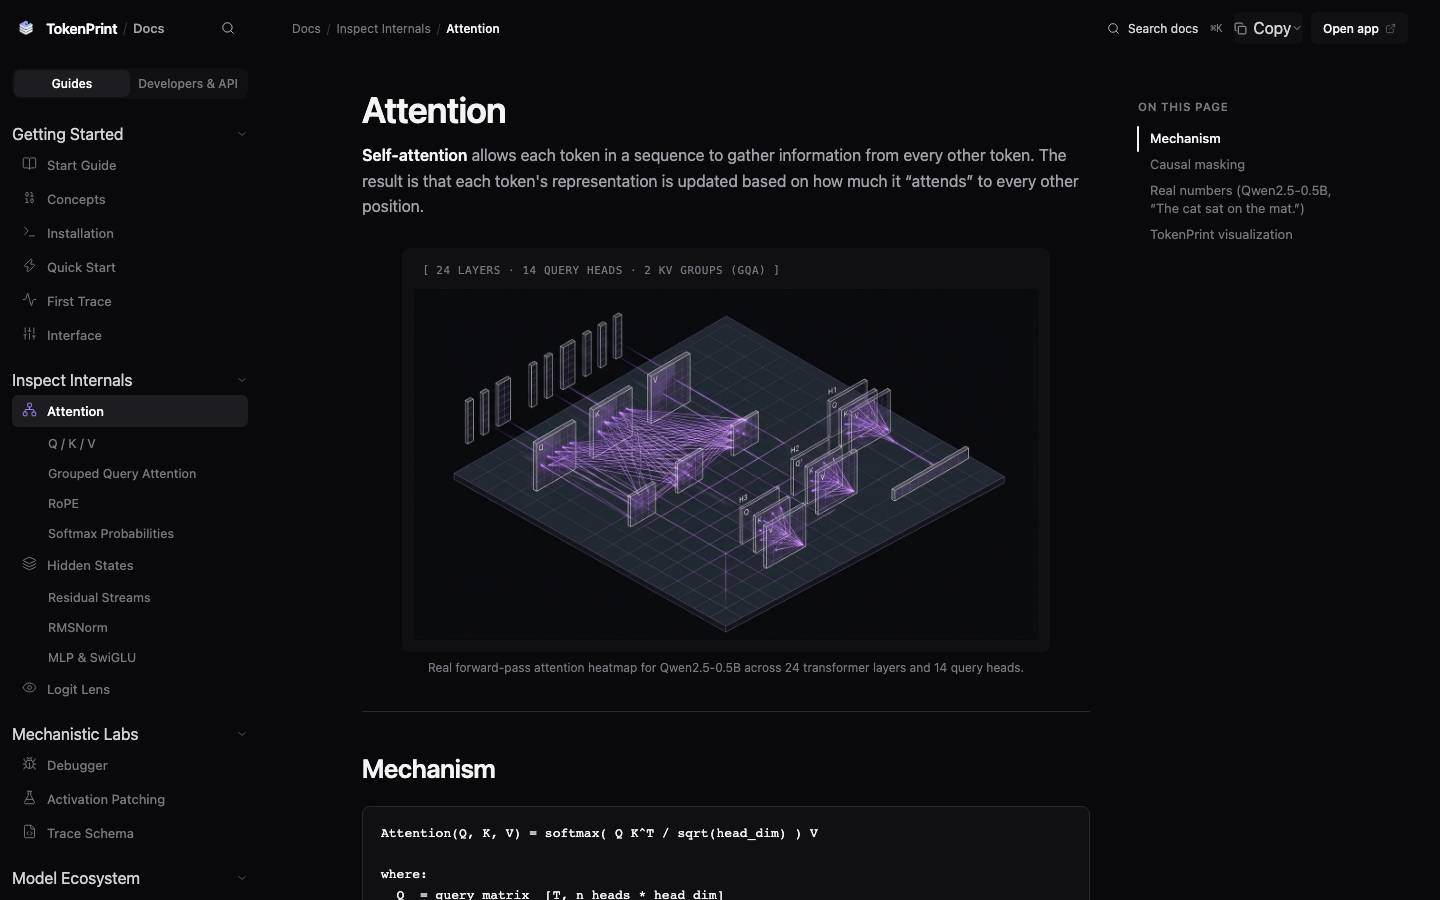 TokenPrint / Docs
Docs / Inspect Internals / Attention
Search docs ⌘K
Copy
Open app
Guides
Developers & API
Getting Started
Start Guide
Concepts
Installation
Quick Start
First Trace
Interface
Inspect Internals
Attention
Q / K / V
Grouped Query Attention
RoPE
Softmax Probabilities
Hidden States
Residual Streams
RMSNorm
MLP & SwiGLU
Logit Lens
Mechanistic Labs
Debugger
Activation Patching
Trace Schema
Model Ecosystem
Attention
Self-attention allows each token in a sequence to gather information from every other token. The
result is that each token's representation is updated based on how much it “attends” to every other
position.
[ 24 LAYERS · 14 QUERY HEADS · 2 KV GROUPS (GQA) ]
V
K
Q
H1
Q
K
V
H2
Q
K
V
H3
Q
K
V
Real forward-pass attention heatmap for Qwen2.5-0.5B across 24 transformer layers and 14 query heads.
Mechanism
Attention(Q, K, V) = softmax( Q K^T / sqrt(head_dim) ) V
where:
Q = query matrix [T, n_heads * head_dim]
ON THIS PAGE
Mechanism
Causal masking
Real numbers (Qwen2.5-0.5B,
“The cat sat on the mat.”)
TokenPrint visualization